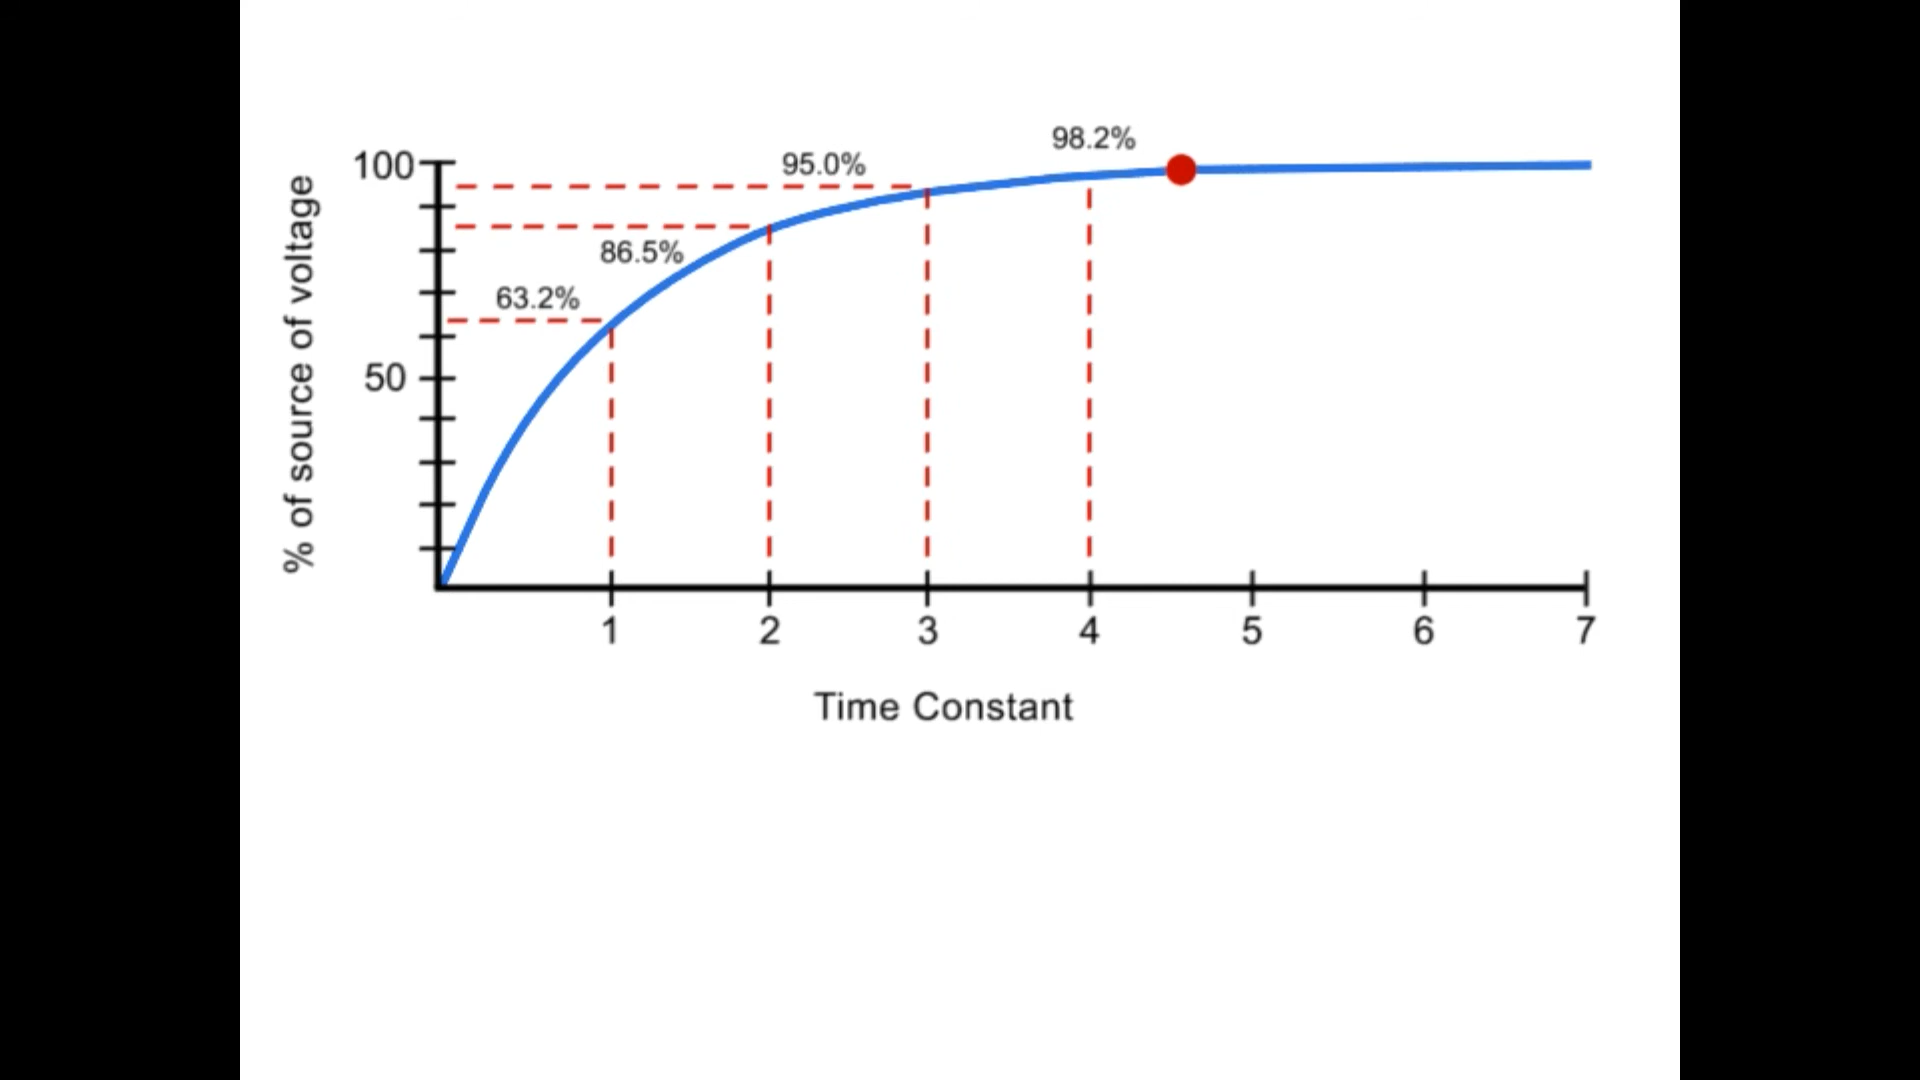 98.2%
100
95.0%
86.5%
63.2%
50
% of source of voltage
1 2 3 4 5 6 7
Time Constant